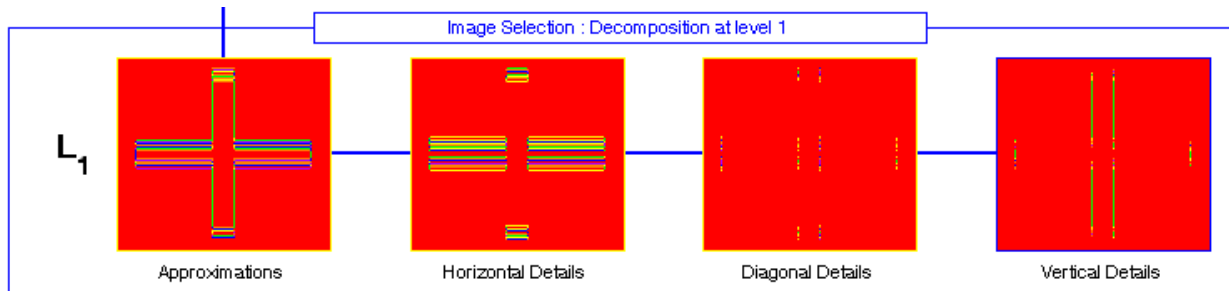 Image Selection : Decomposition at level 1
L1
Approximations
Horizontal Details
Diagonal Details
Vertical Details